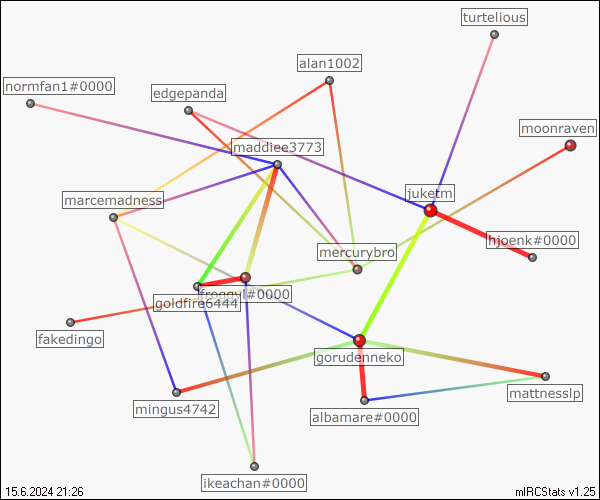 turtelious
alan1002
normfan1#0000
edgepanda
moonraven
maddiee3773
juketm
marcemadness
hjoenk#0000
mercurybro
froggyl#0000
goldfire6444
fakedingo
gorudenneko
mattnesslp
mingus4742
albamare#0000
ikeachan#0000
15.6.2024 21:26
mIRCStats v1.25